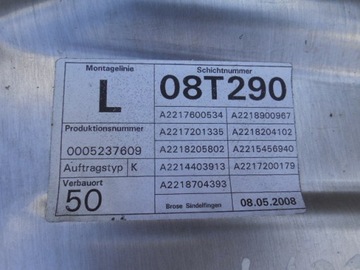 Montagelinie
L
Schichtnummer
08T290
Produktionsnummer
0005237609
Auftragstyp K
Verbauort
50
A2217600534 A2218900967
A2217201335 A2218204102
A2218205802 A2215456940
A2214403913 A2217200179
A2218704393
Brose Sindelfingen 08.05.2008